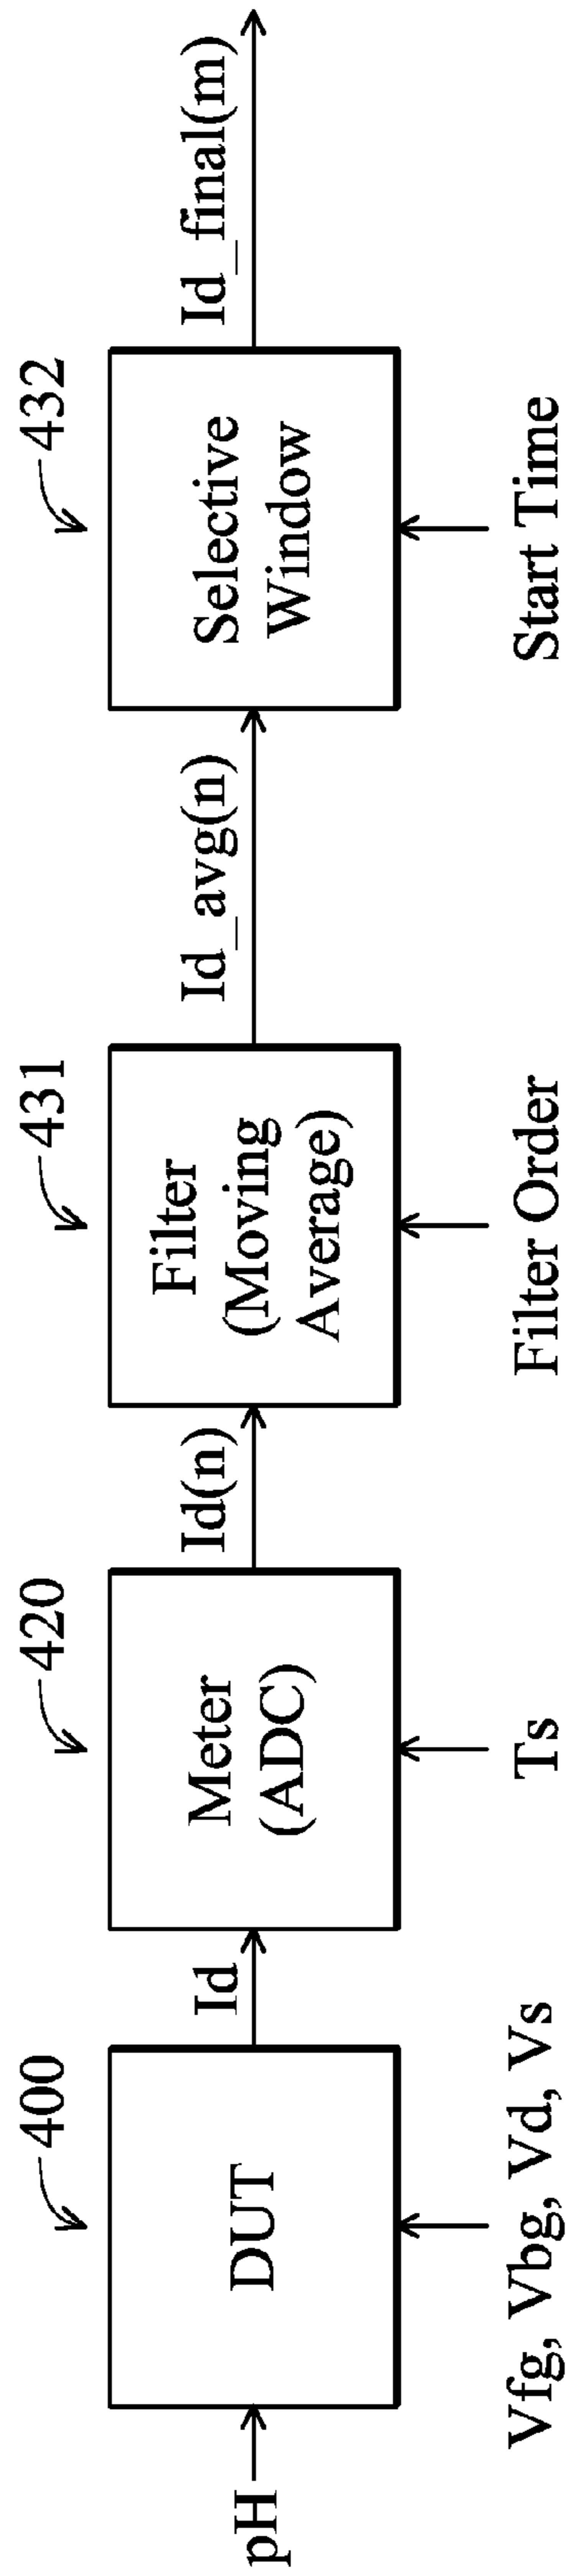 400
420
431
432
pH
DUT
Id
Meter
(ADC)
Id(n)
Filter
(Moving
Average)
Id_avg(n)
Selective
Window
Id_final(m)
Vfg, Vbg, Vd, Vs
Ts
Filter Order
Start Time